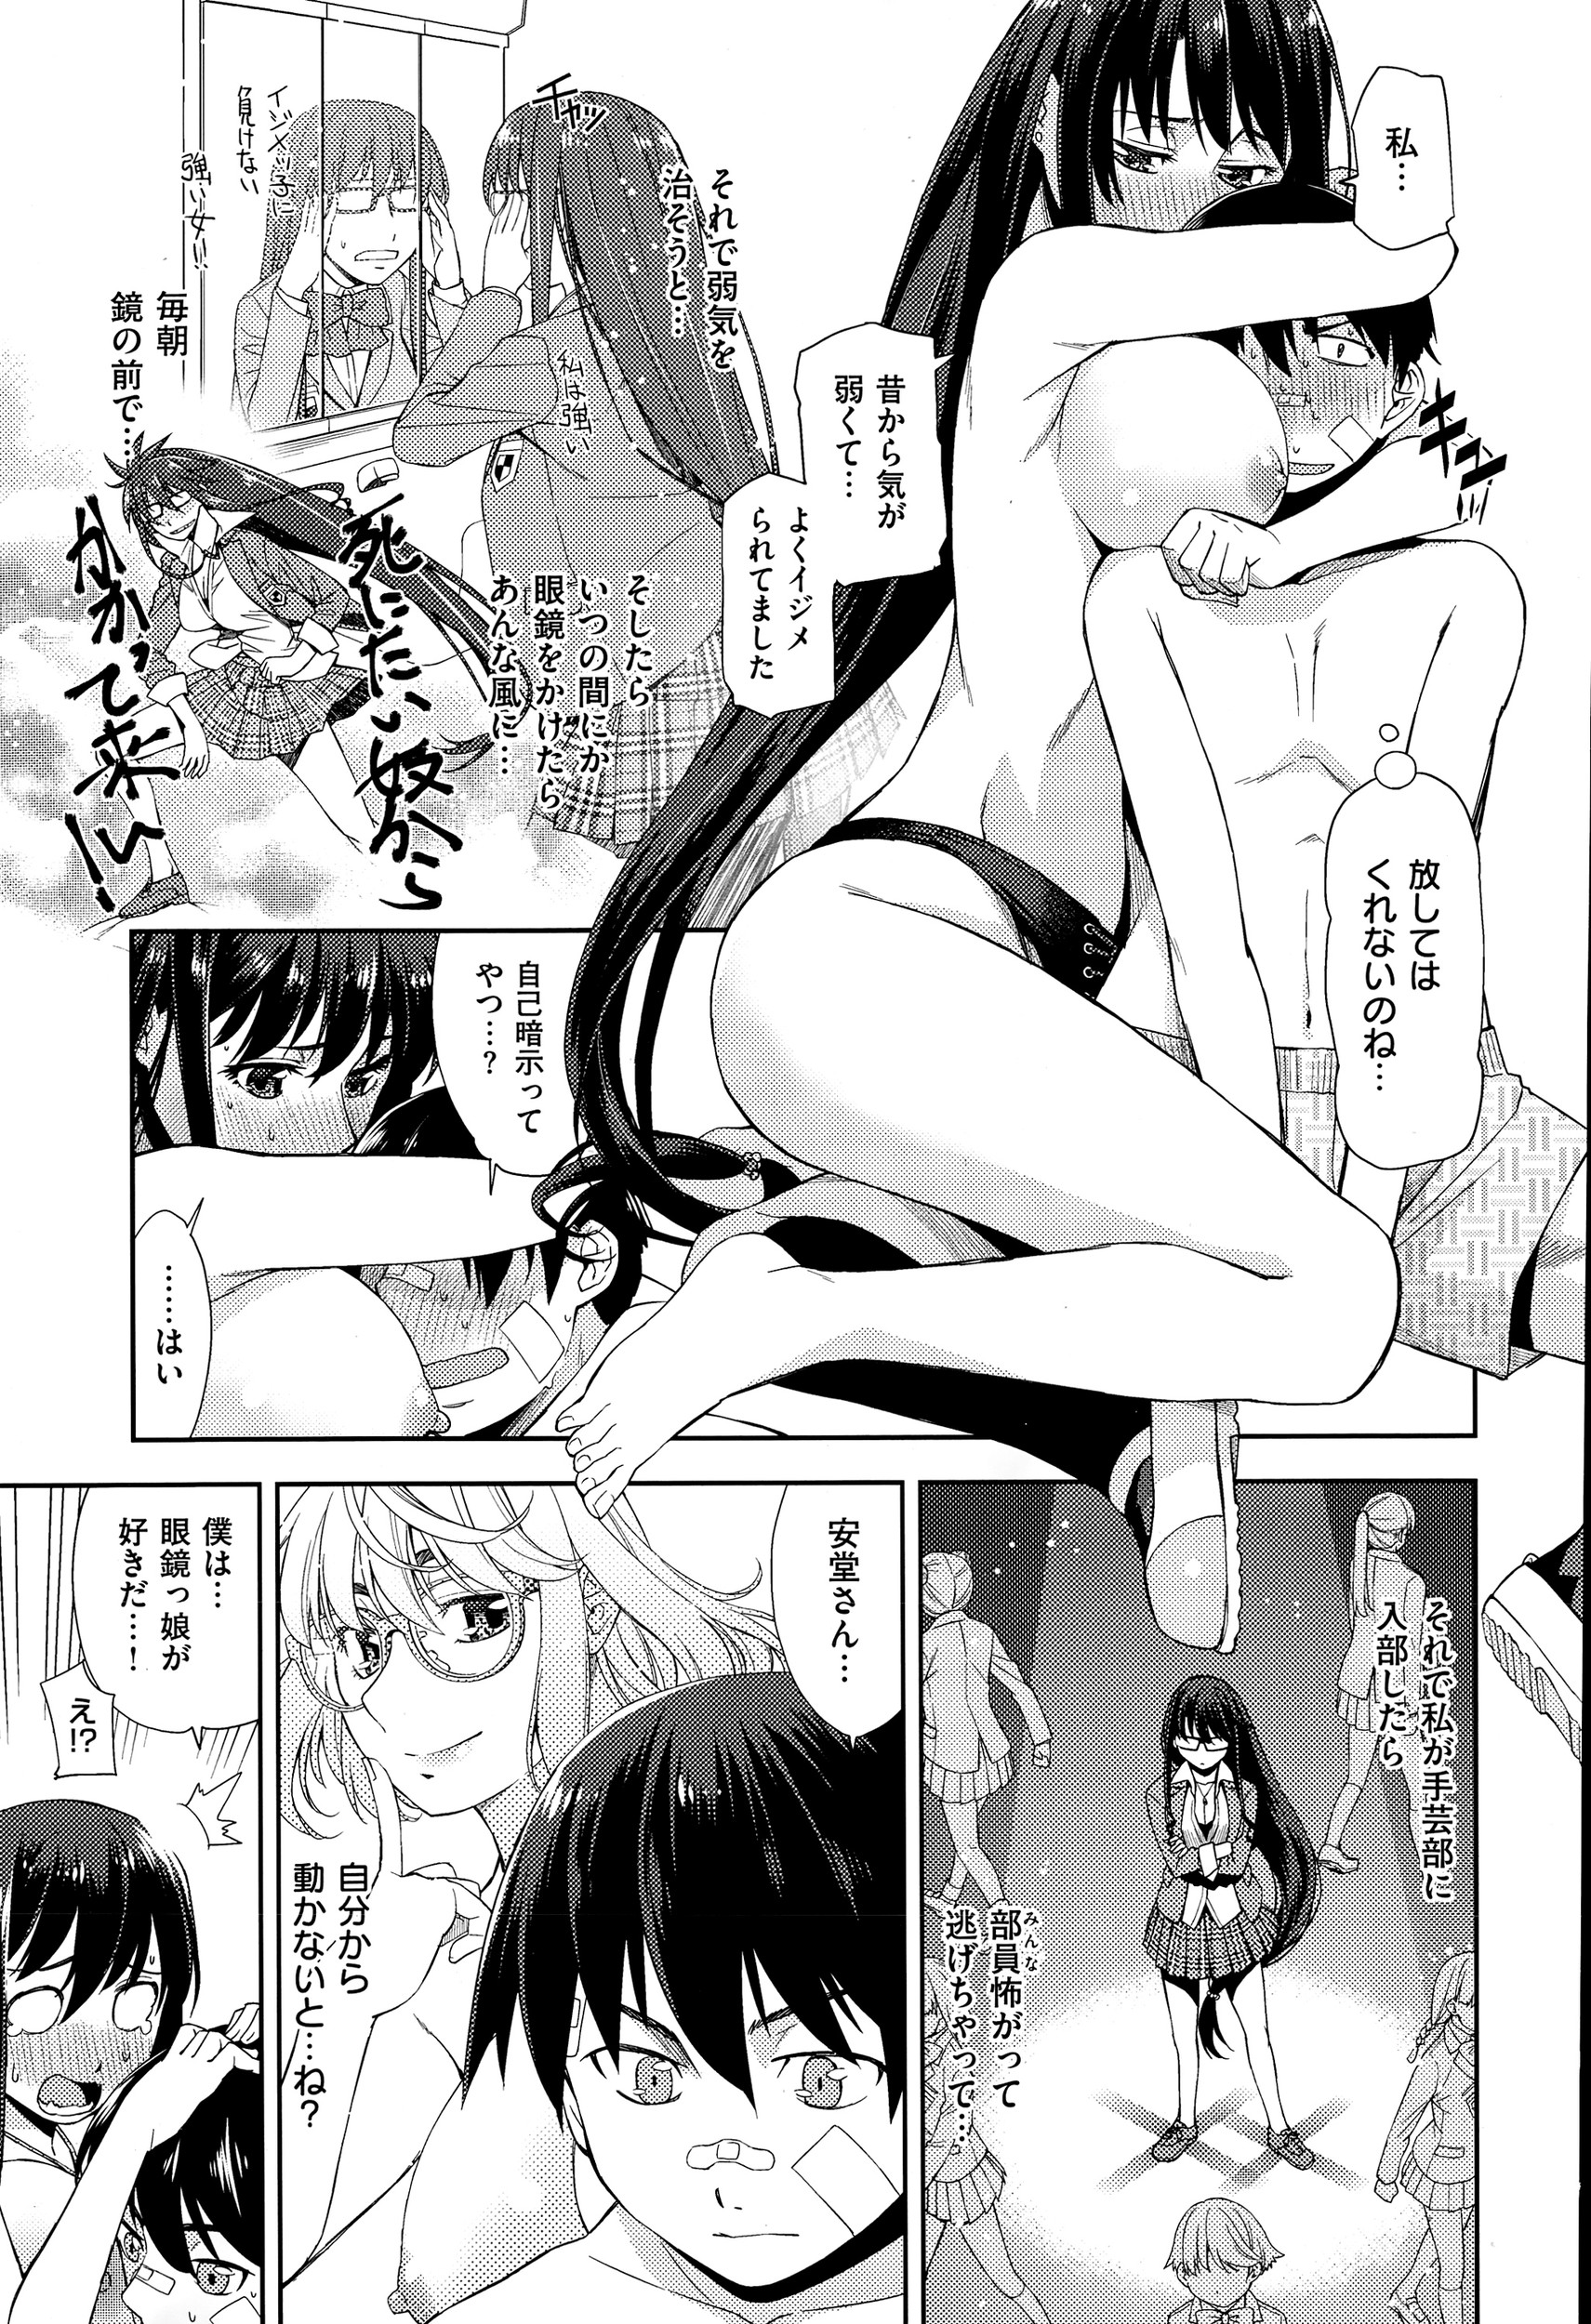 私…
昔から気が
弱くて…
よくイジメ
られてました
キュッ
放しては
くれないのね…
それで弱気を
治そうと…
チャッ
イジメッ子に
負けない
強い女!!
私は強い
毎朝
鏡の前で…
そしたら
いつの間にか
眼鏡をかけたら
あんな風に…
死にたい奴から
かかって来い!!
自己暗示って
やつ…?
……はい
それで私が手芸部に
入部したら
部員怖がって
みんな
逃げちゃって…
安堂さん…
自分から
動かないと…ね?
僕は…
眼鏡っ娘が
好きだ…!
え!?